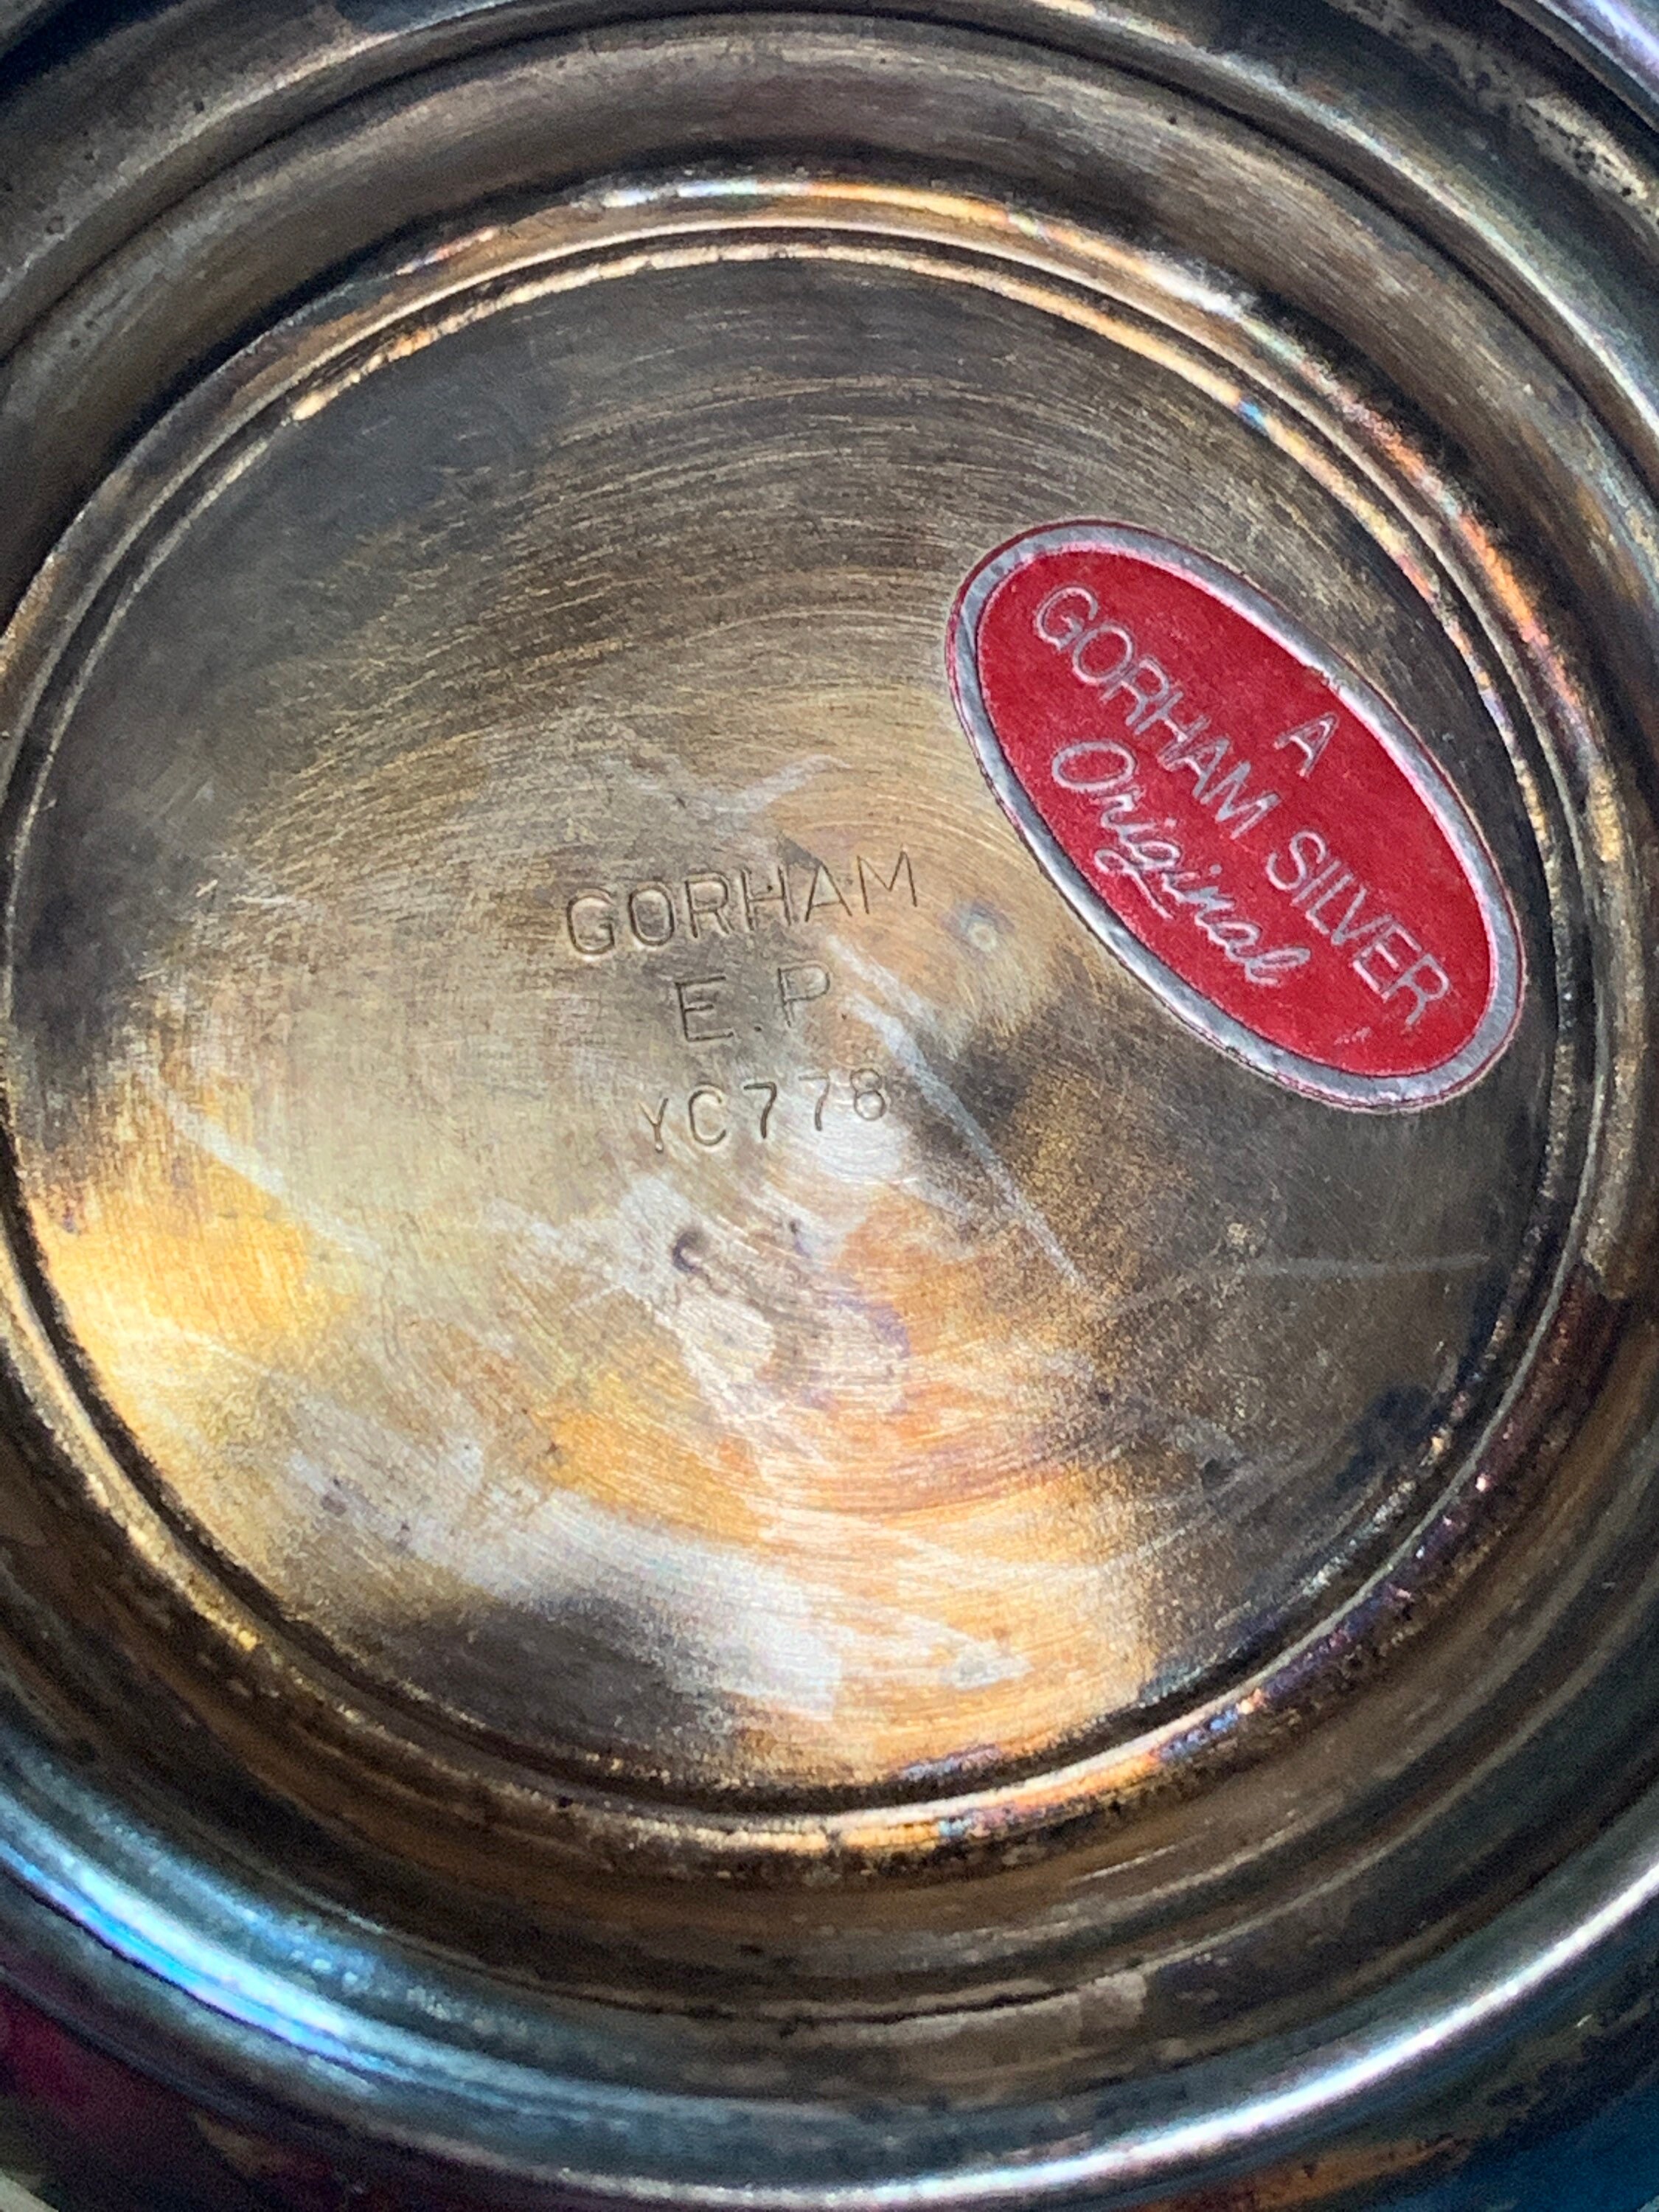 GORHAM
E.P
YC778
A
GORHAM SILVER
Original